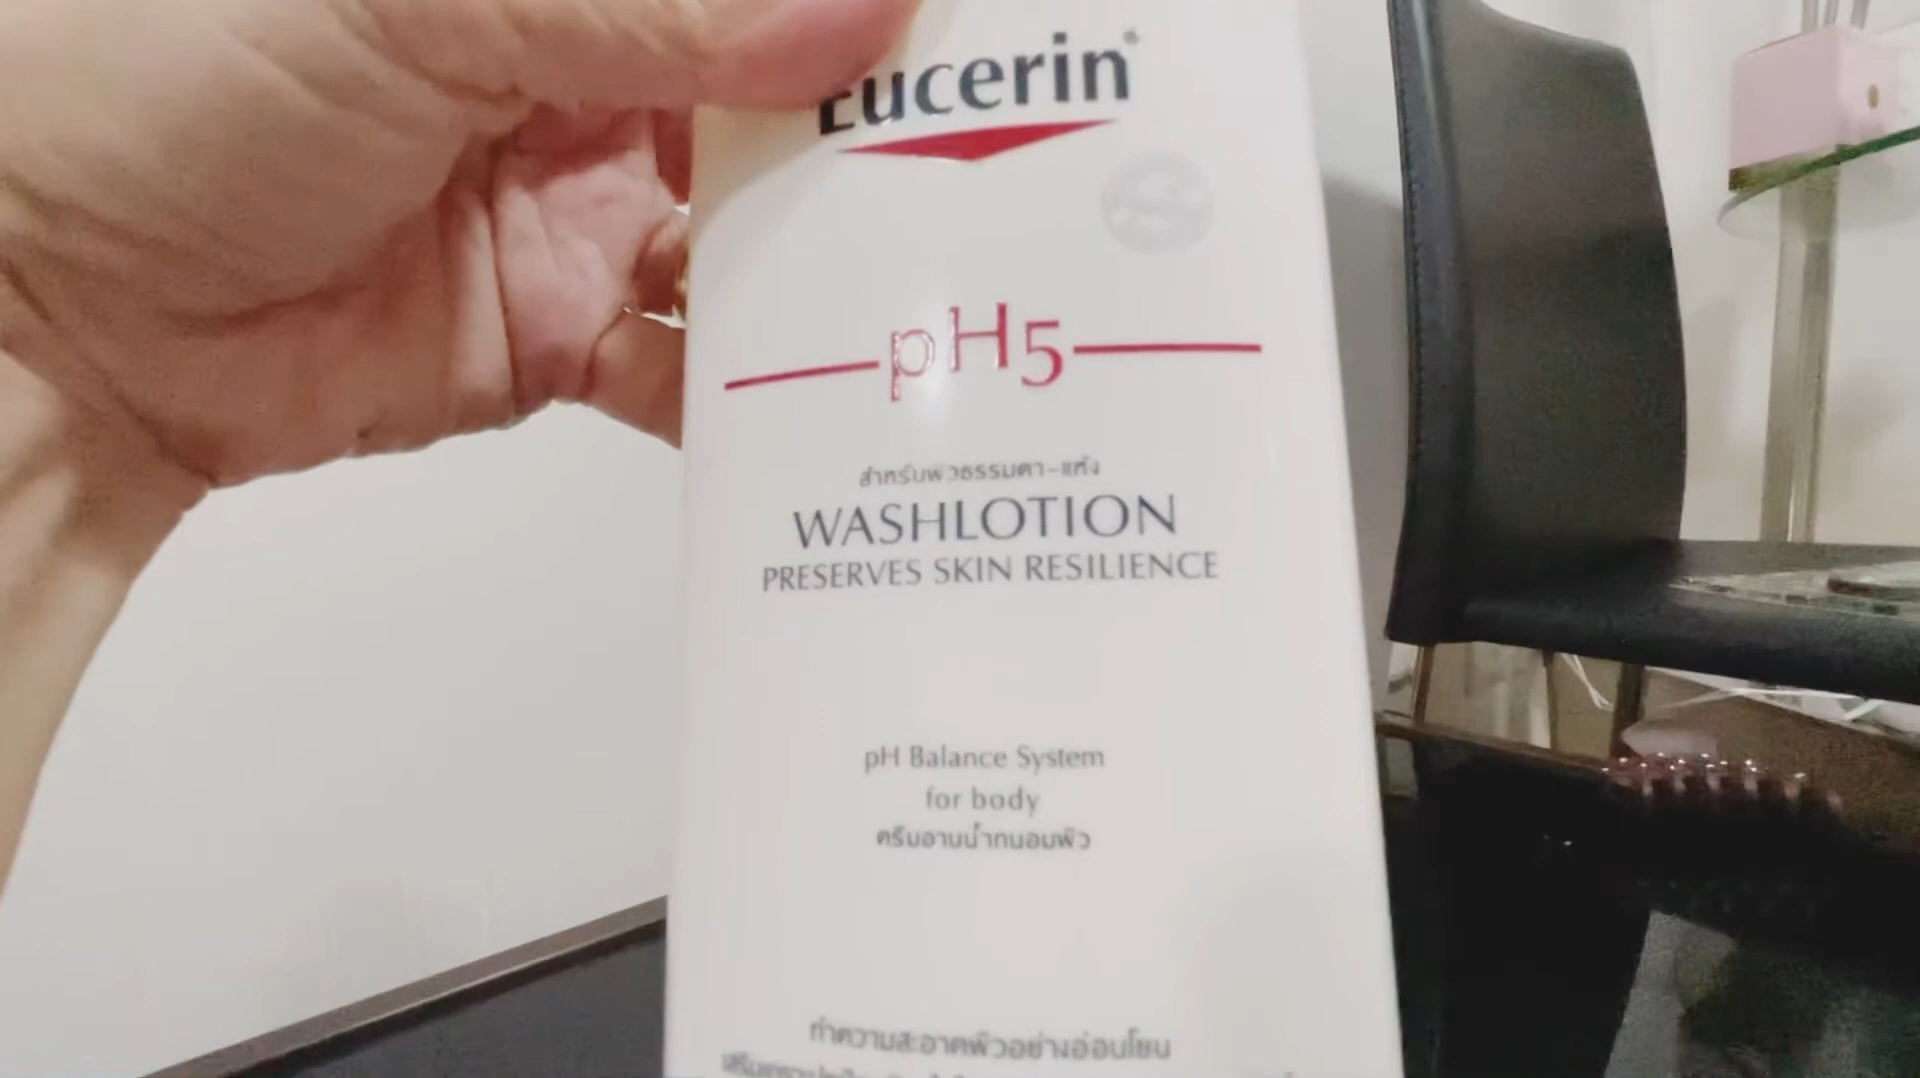 Eucerin
pH5
สำหรับผิวธรรมดา-แห้ง
WASHLOTION
PRESERVES SKIN RESILIENCE
pH Balance System
for body
ครีมอาบน้ำถนอมผิว
ทำความสะอาดผิวอย่างอ่อนโยน